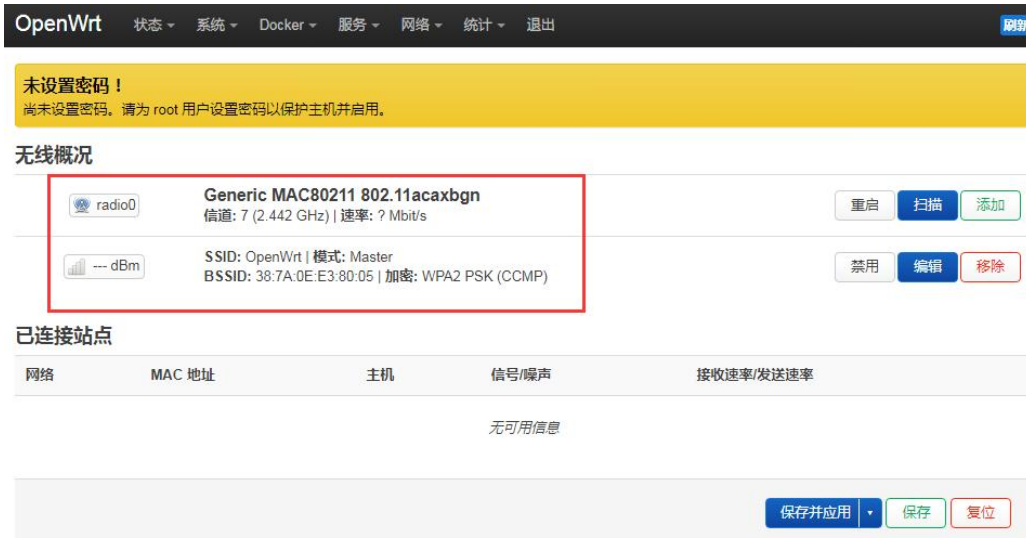 OpenWrt 状态 系统 Docker 服务 网络 统计 退出
未设置密码！
尚未设置密码。请为 root 用户设置密码以保护主机并启用。
无线概况
radio0 Generic MAC80211 802.11acaxbgn 重启 扫描 添加
信道: 7 (2.442 GHz) | 速率: ? Mbit/s
--- dBm SSID: OpenWrt | 模式: Master 禁用 编辑 移除
BSSID: 38:7A:0E:E3:80:05 | 加密: WPA2 PSK (CCMP)
已连接站点
网络 MAC 地址 主机 信号/噪声 接收速率/发送速率
无可用信息
保存并应用 保存 复位